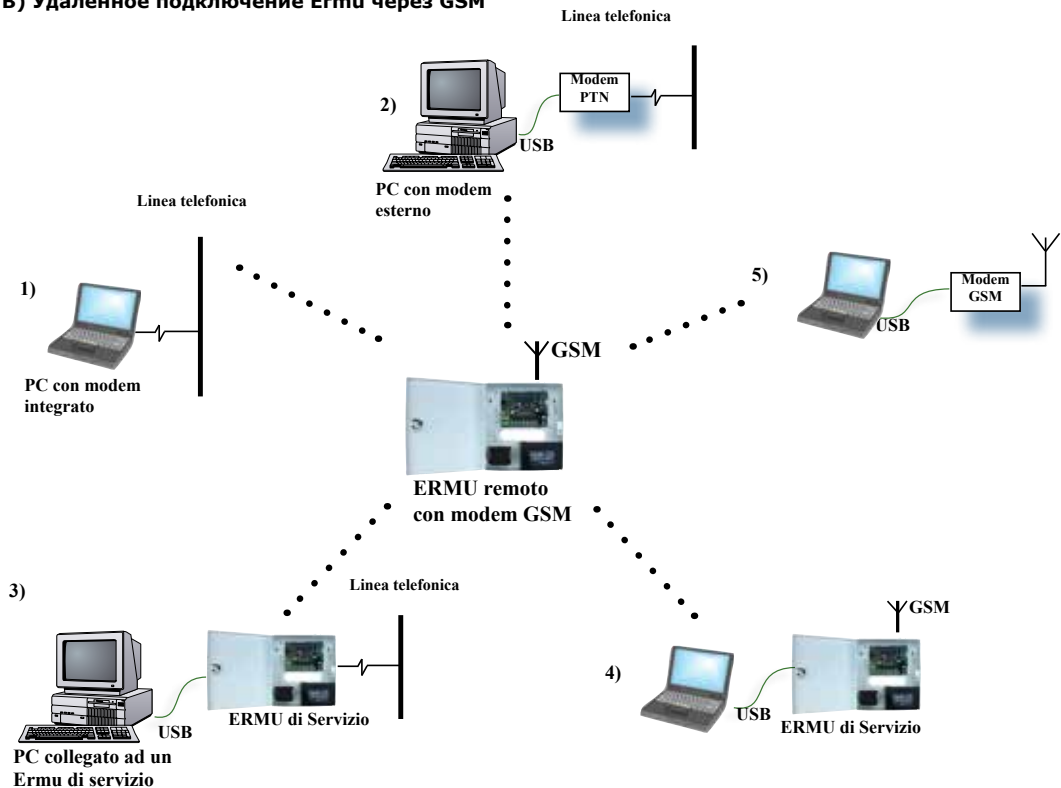 B) Удаленное подключение Ermu через GSM
Linea telefonica
2)
Modem
PTN
USB
PC con modem
esterno
Linea telefonica
1)
PC con modem
integrato
5)
Modem
GSM
USB
GSM
ERMU remoto
con modem GSM
3)
Linea telefonica
USB
ERMU di Servizio
PC collegato ad un
Ermu di servizio
4)
GSM
USB
ERMU di Servizio